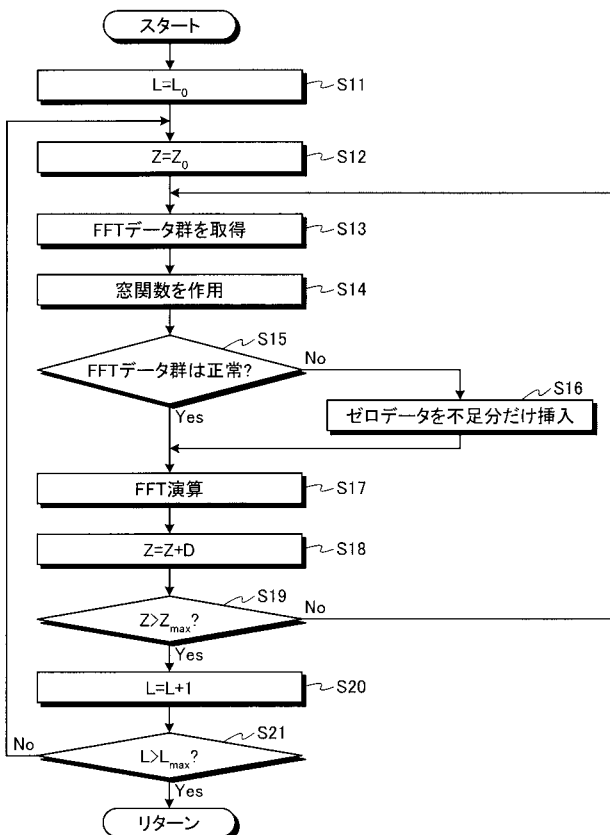 スタート
L=L₀
S11
Z=Z₀
S12
FFTデータ群を取得
S13
窓関数を作用
S14
S15
FFTデータ群は正常?
No
Yes
S16
ゼロデータを不足分だけ挿入
FFT演算
S17
Z=Z+D
S18
S19
Z>Zmax?
No
Yes
L=L+1
S20
S21
L>Lmax?
No
Yes
リターン